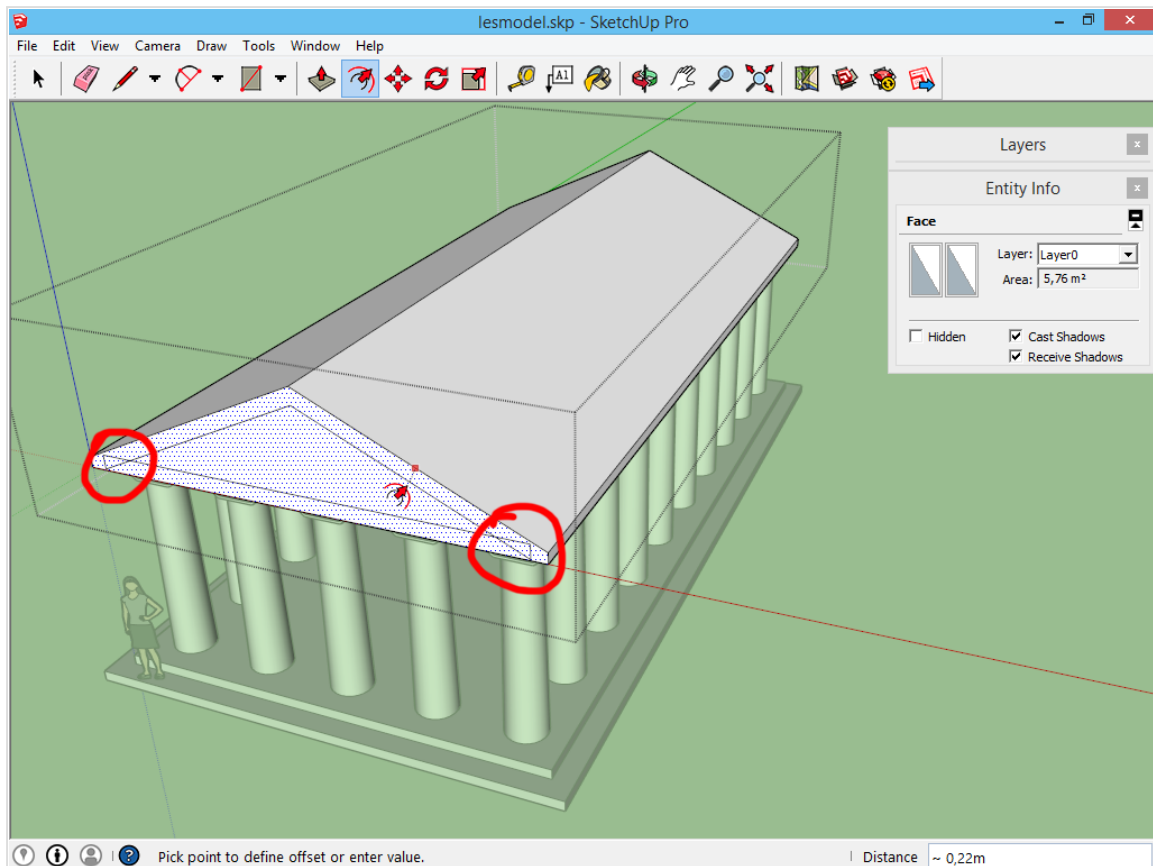 lesmodel.skp - SketchUp Pro
File Edit View Camera Draw Tools Window Help
A1
Layers
Entity Info
Face
Layer: Layer0
Area: 5,76 m²
Hidden
Cast Shadows
Receive Shadows
Pick point to define offset or enter value.
Distance ~ 0,22m